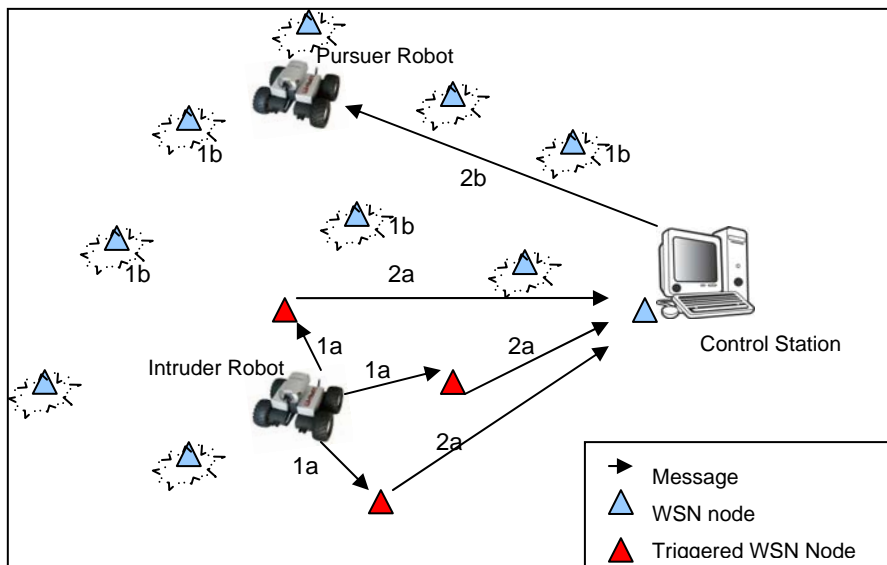 Pursuer Robot
1b
1b
2b
1b
1b
2a
1a
2a
Control Station
Intruder Robot
1a
2a
1a
Message
WSN node
Triggered WSN Node